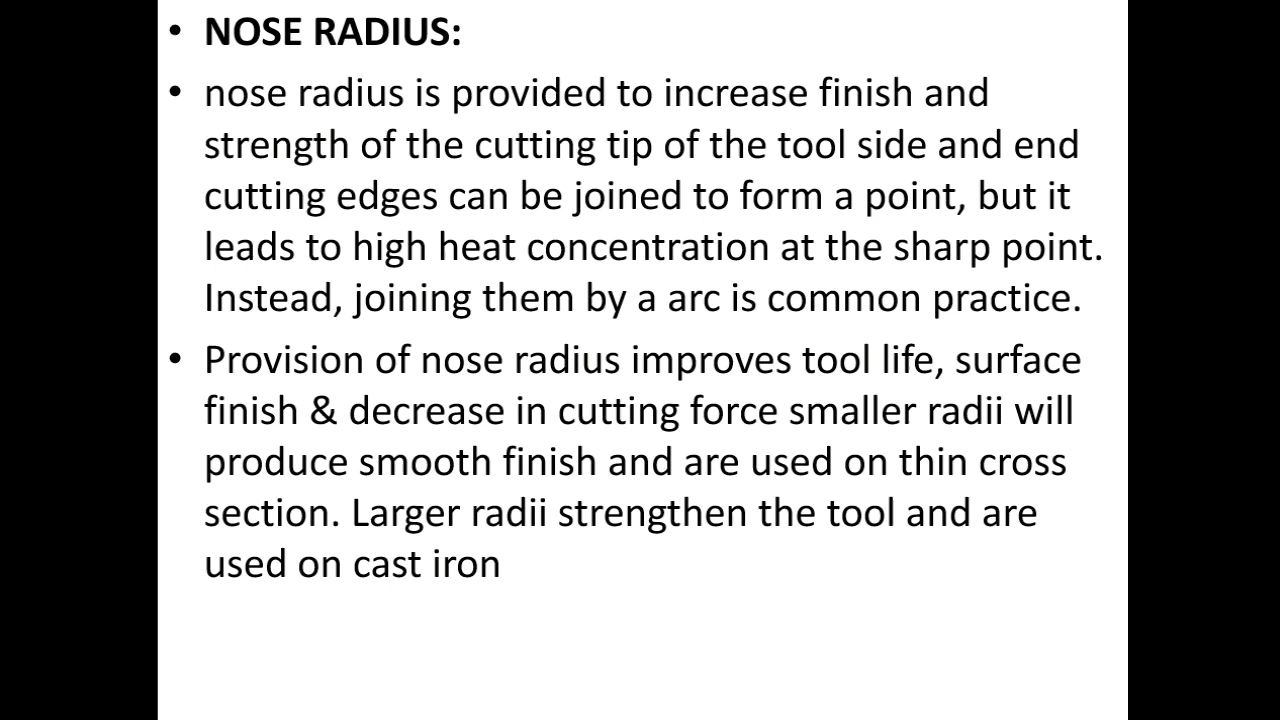 • NOSE RADIUS:
• nose radius is provided to increase finish and
strength of the cutting tip of the tool side and end
cutting edges can be joined to form a point, but it
leads to high heat concentration at the sharp point.
Instead, joining them by a arc is common practice.
• Provision of nose radius improves tool life, surface
finish & decrease in cutting force smaller radii will
produce smooth finish and are used on thin cross
section. Larger radii strengthen the tool and are
used on cast iron